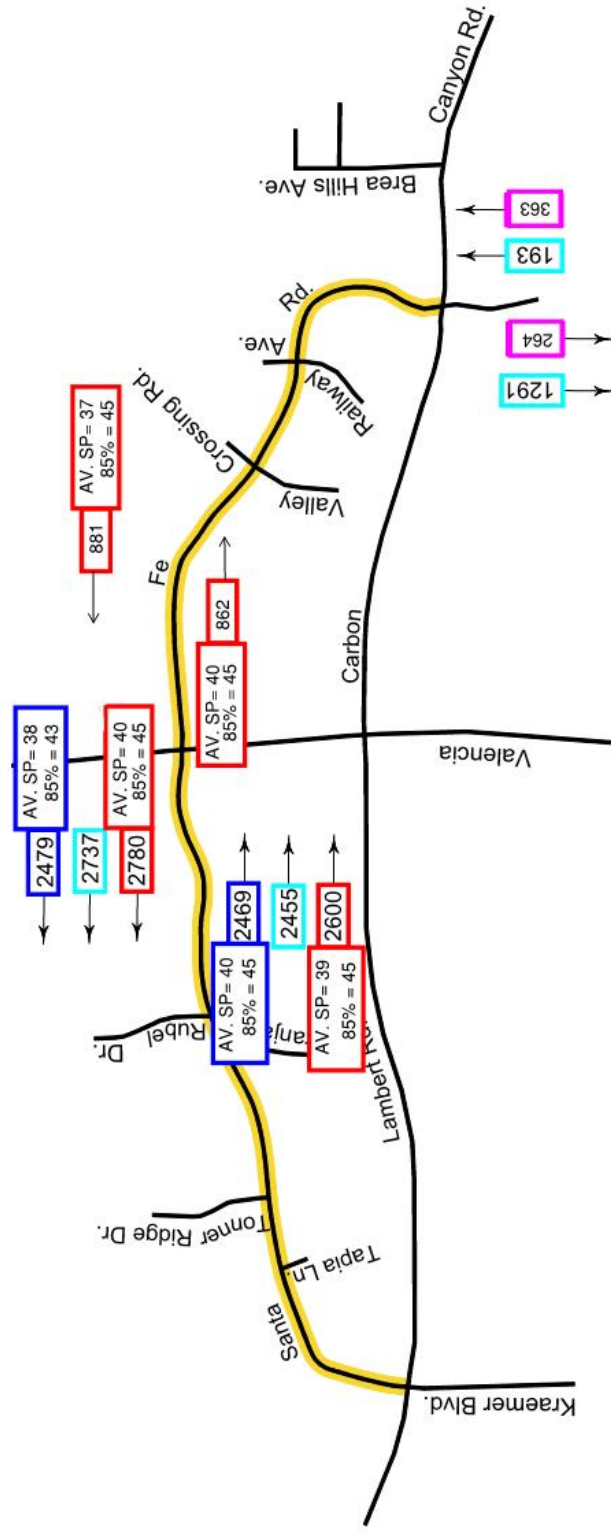 AV. SP= 38
85% = 43
2479
2737
AV. SP= 40
85% = 45
2780
AV. SP= 37
85% = 45
881
Santa
Fe
Rd.
AV. SP= 40
85% = 45
862
AV. SP= 40
85% = 45
2469
2455
AV. SP= 39
85% = 45
2600
Tonner Ridge Dr.
Tapia Ln.
Rubel
Dr.
Valley
Crossing Rd.
Railway
Ave.
Brea Hills Ave.
Kraemer Blvd.
Lambert Rd.
Valencia
Carbon
Canyon Rd.
1291
264
193
363